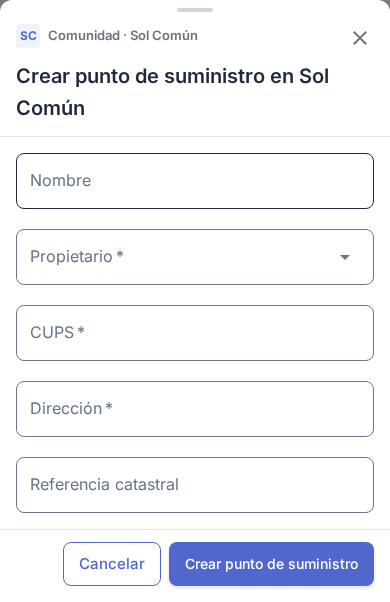 SC Comunidad · Sol Común
Crear punto de suministro en Sol
Común
Nombre
Propietario *
CUPS *
Dirección *
Referencia catastral
Cancelar Crear punto de suministro